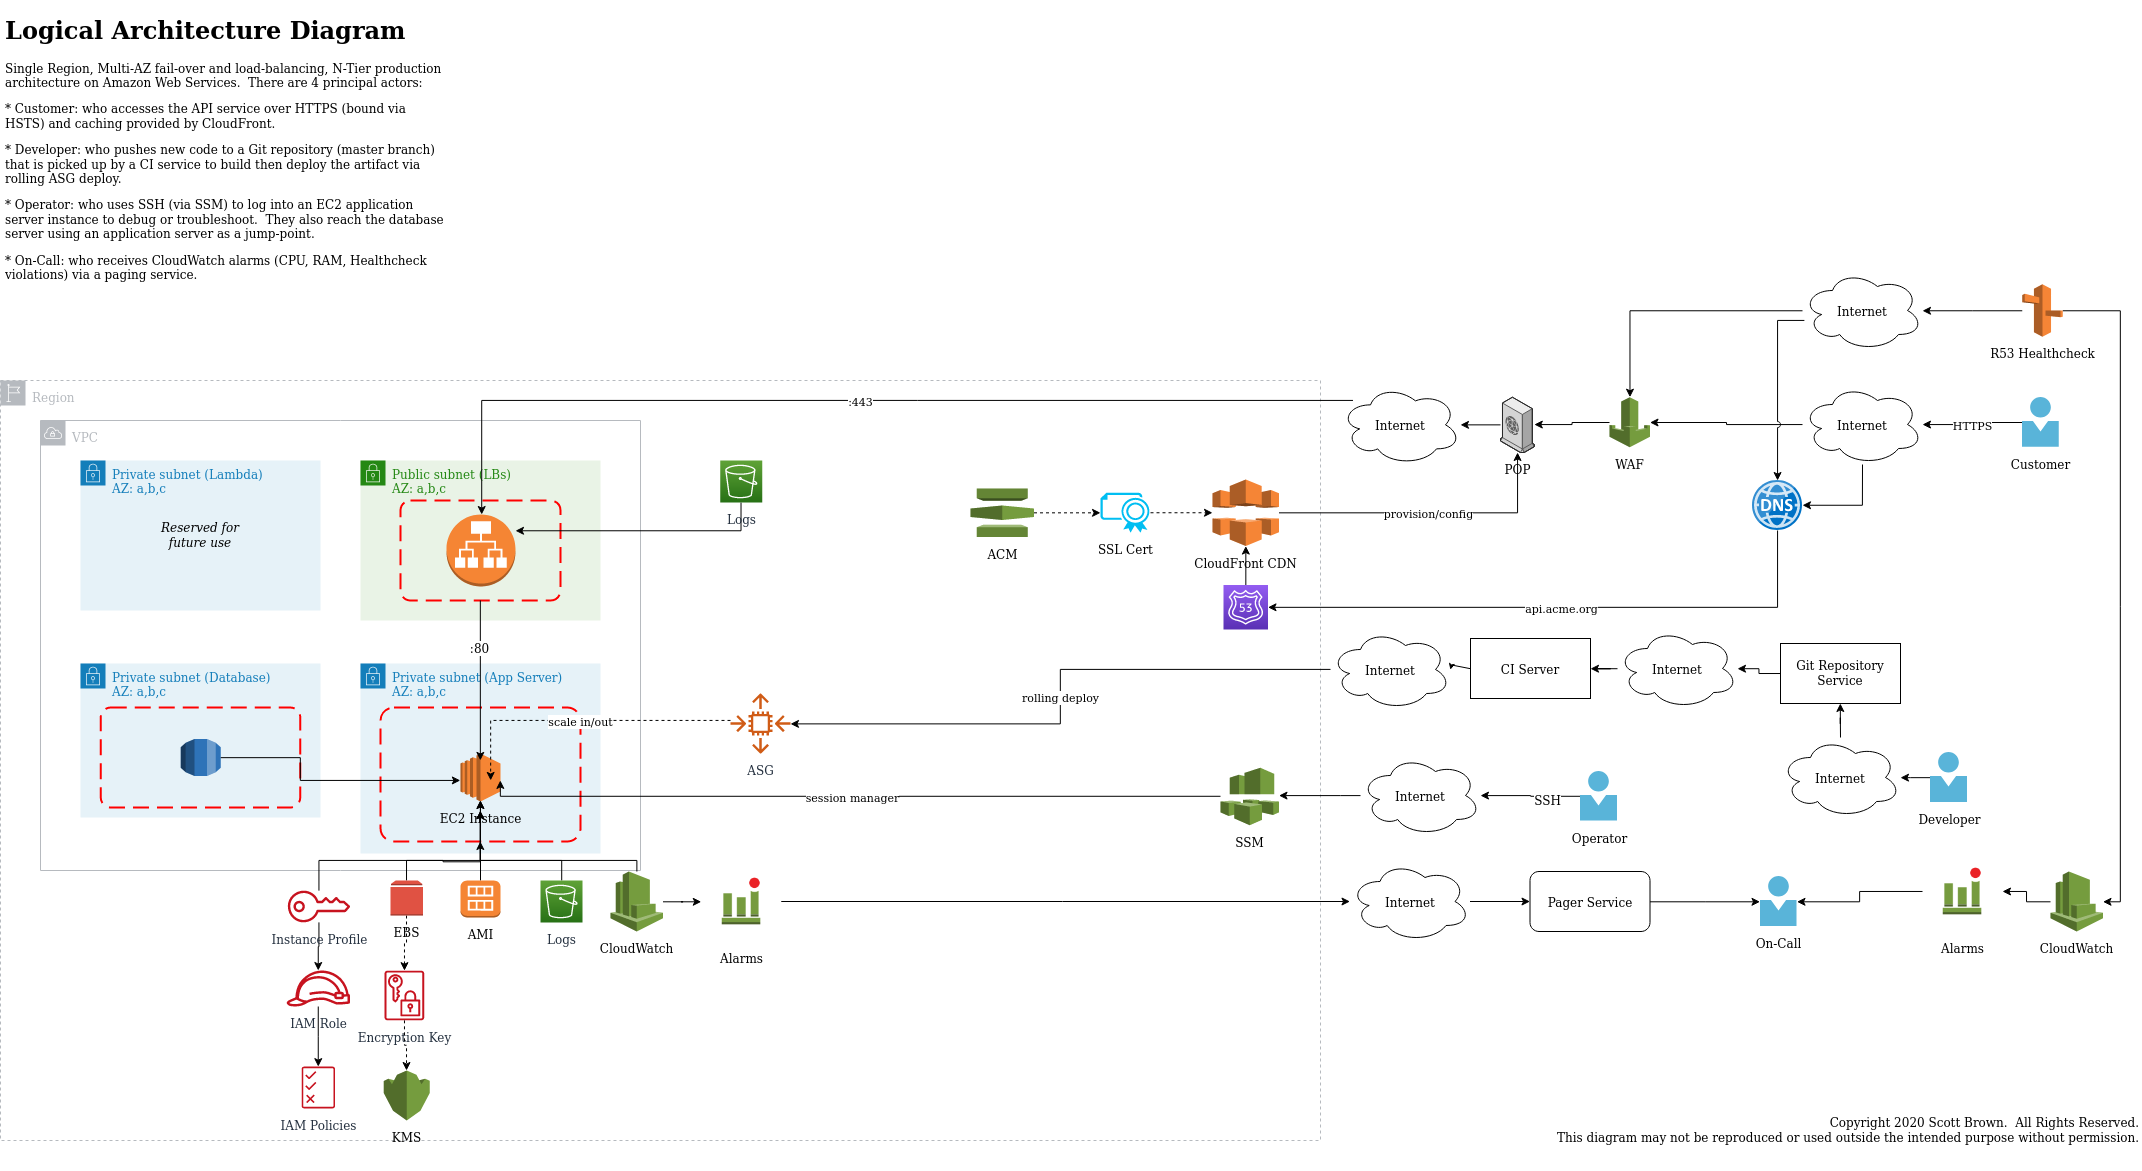 Logical Architecture Diagram
Single Region, Multi-AZ fail-over and load-balancing, N-Tier production
architecture on Amazon Web Services.  There are 4 principal actors:
* Customer: who accesses the API service over HTTPS (bound via
HSTS) and caching provided by CloudFront.
* Developer: who pushes new code to a Git repository (master branch)
that is picked up by a CI service to build then deploy the artifact via
rolling ASG deploy.
* Operator: who uses SSH (via SSM) to log into an EC2 application
server instance to debug or troubleshoot.  They also reach the database
server using an application server as a jump-point.
* On-Call: who receives CloudWatch alarms (CPU, RAM, Healthcheck
violations) via a paging service.
Internet
R53 Healthcheck
Region
:443
Internet
POP
WAF
Internet
HTTPS
Customer
VPC
Private subnet (Lambda)
AZ: a,b,c
Reserved for
future use
Public subnet (LBs)
AZ: a,b,c
Logs
ACM
SSL Cert
CloudFront CDN
provision/config
DNS
53
api.acme.org
:80
Private subnet (Database)
AZ: a,b,c
Private subnet (App Server)
AZ: a,b,c
scale in/out
ASG
rolling deploy
Internet
CI Server
Internet
Git Repository
Service
Internet
Developer
EC2 Instance
session manager
SSM
Internet
SSH
Operator
Instance Profile
EBS
AMI
Logs
CloudWatch
Alarms
Internet
Pager Service
On-Call
Alarms
CloudWatch
IAM Role
Encryption Key
IAM Policies
KMS
Copyright 2020 Scott Brown.  All Rights Reserved.
This diagram may not be reproduced or used outside the intended purpose without permission.